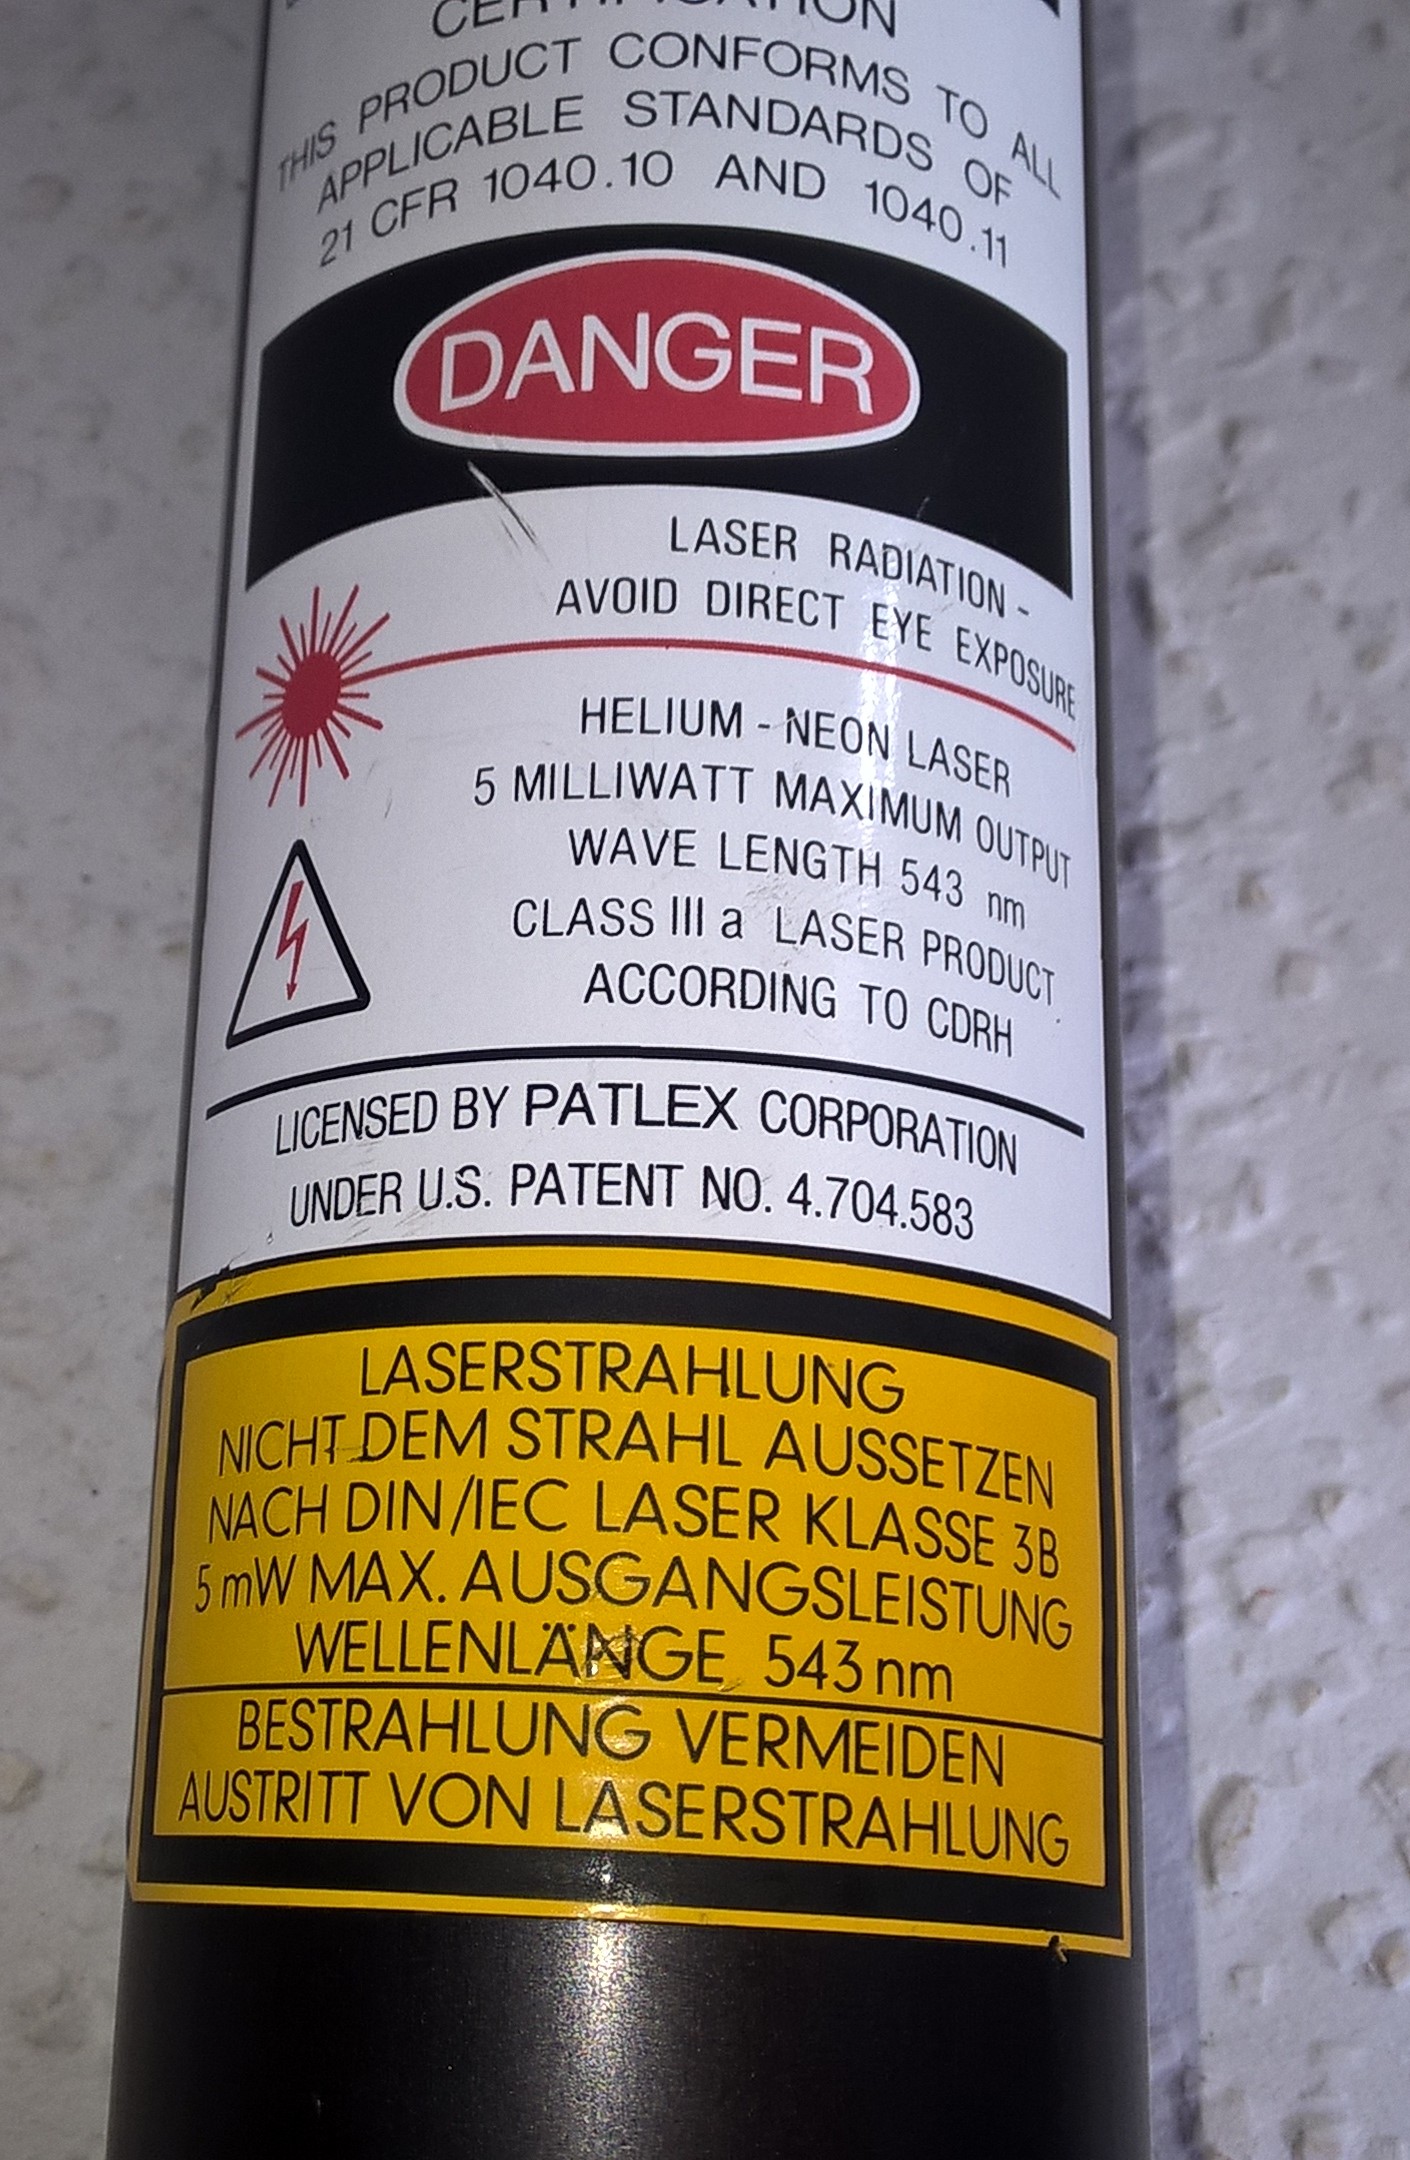 CERTIFICATION
THIS PRODUCT CONFORMS TO ALL
APPLICABLE STANDARDS OF
21 CFR 1040.10 AND 1040.11
DANGER
LASER RADIATION -
AVOID DIRECT EYE EXPOSURE
HELIUM - NEON LASER
5 MILLIWATT MAXIMUM OUTPUT
WAVE LENGTH 543 nm
CLASS III a LASER PRODUCT
ACCORDING TO CDRH
LICENSED BY PATLEX CORPORATION
UNDER U.S. PATENT NO. 4.704.583
LASERSTRAHLUNG
NICHT DEM STRAHL AUSSETZEN
NACH DIN/IEC LASER KLASSE 3B
5 mW MAX. AUSGANGSLEISTUNG
WELLENLÄNGE 543 nm
BESTRAHLUNG VERMEIDEN
AUSTRITT VON LASERSTRAHLUNG